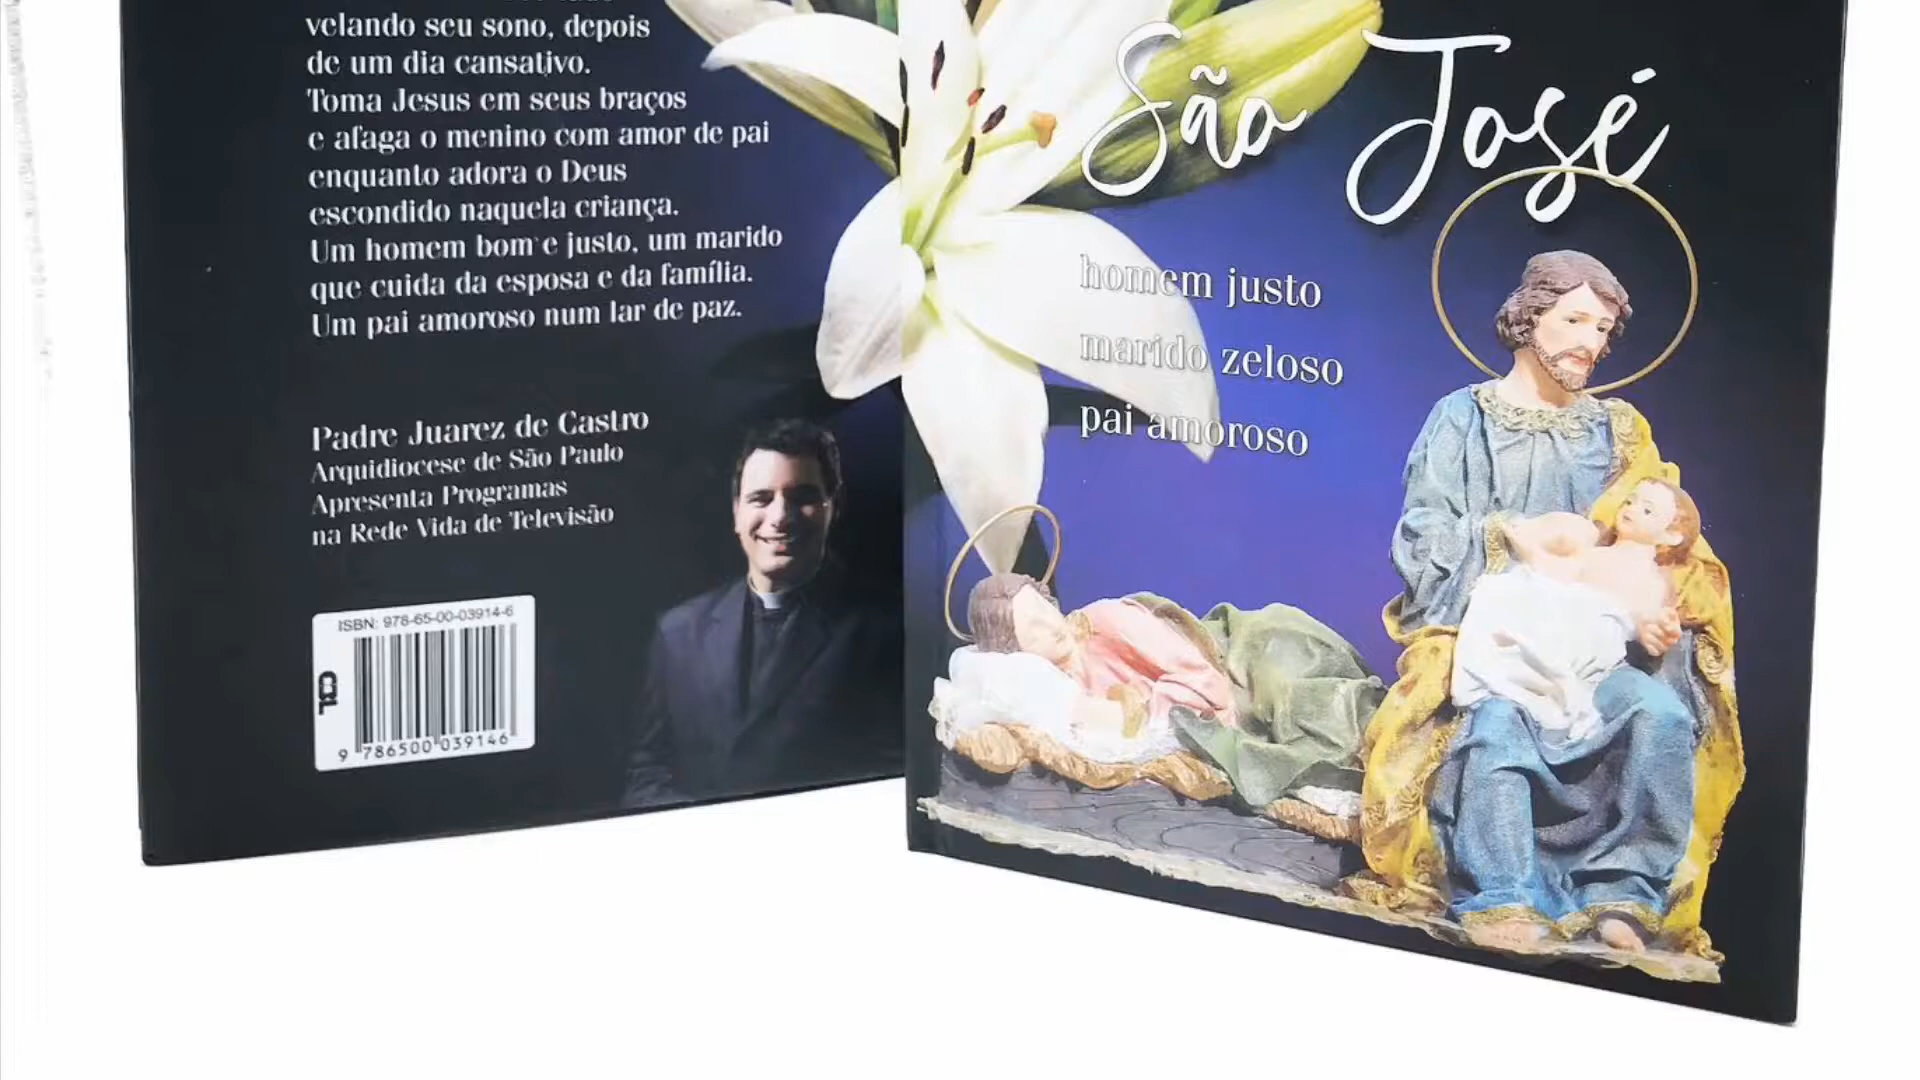 velando seu sono, depois
de um dia cansativo.
Toma Jesus em seus braços
e afaga o menino com amor de pai
enquanto adora o Deus
escondido naquela criança.
Um homem bom e justo, um marido
que cuida da esposa e da família.
Um pai amoroso num lar de paz.
Padre Juarez de Castro
Arquidiocese de São Paulo
Apresenta Programas
na Rede Vida de Televisão
ISBN: 978-65-00-03914-6
CBL
9 786500 039146
São José
homem justo
marido zeloso
pai amoroso